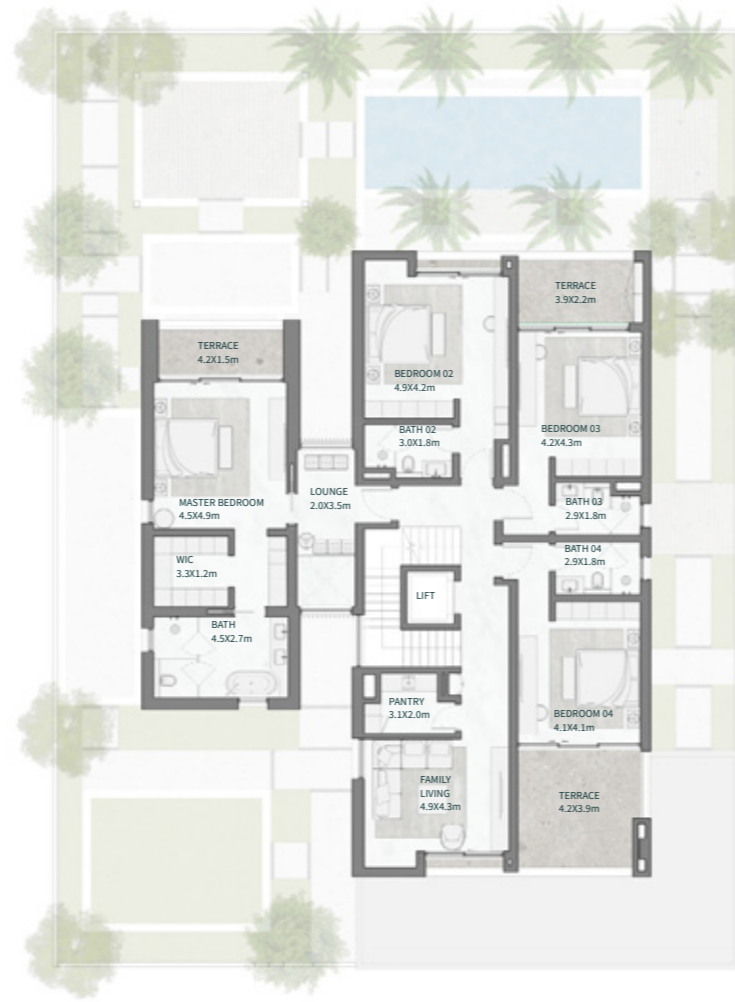 TERRACE
3.9X2.2m
TERRACE
4.2X1.5m
BEDROOM 02
4.9X4.2m
BATH 02
3.0X1.8m
BEDROOM 03
4.2X4.3m
MASTER BEDROOM
4.5X4.9m
LOUNGE
2.0X3.5m
BATH 03
2.9X1.8m
BATH 04
2.9X1.8m
WIC
3.3X1.2m
LIFT
BATH
4.5X2.7m
PANTRY
3.1X2.0m
BEDROOM 04
4.1X4.1m
FAMILY
LIVING
4.9X4.3m
TERRACE
4.2X3.9m